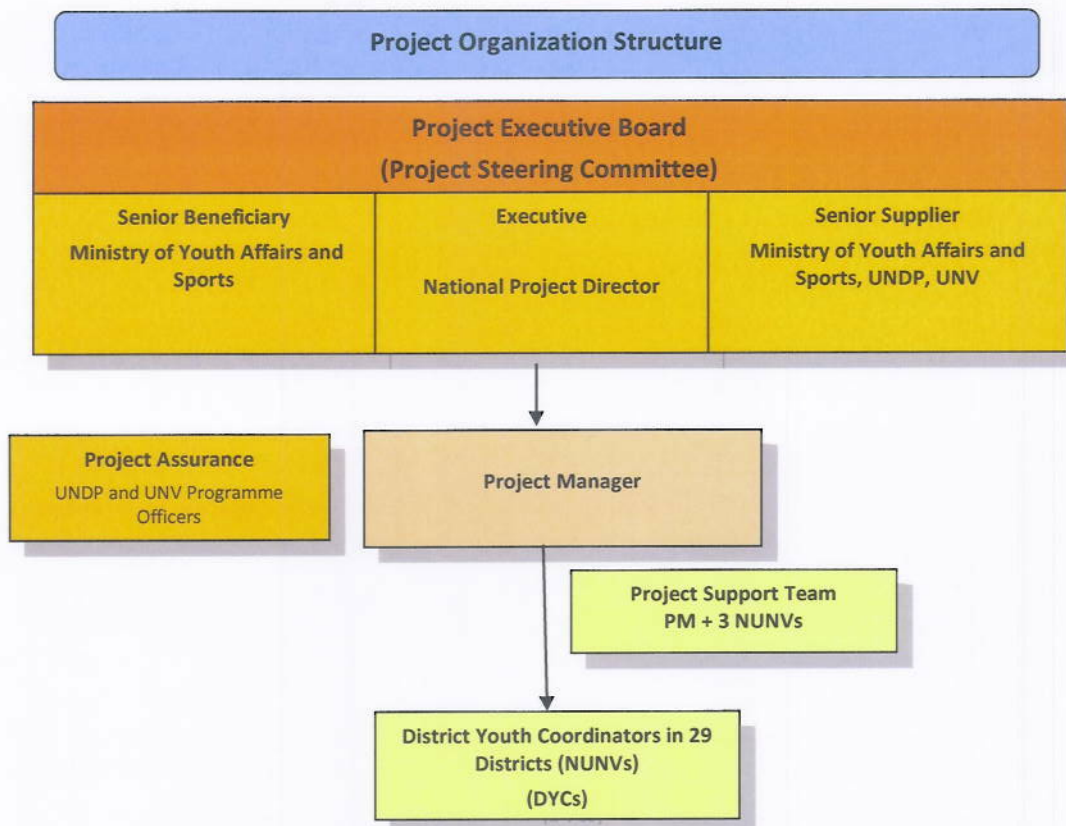 Project Organization Structure
Project Executive Board
(Project Steering Committee)
Senior Beneficiary
Ministry of Youth Affairs and
Sports
Executive
National Project Director
Senior Supplier
Ministry of Youth Affairs and
Sports, UNDP, UNV
Project Assurance
UNDP and UNV Programme
Officers
Project Manager
Project Support Team
PM + 3 NUNVs
District Youth Coordinators in 29
Districts (NUNVs)
(DYCs)